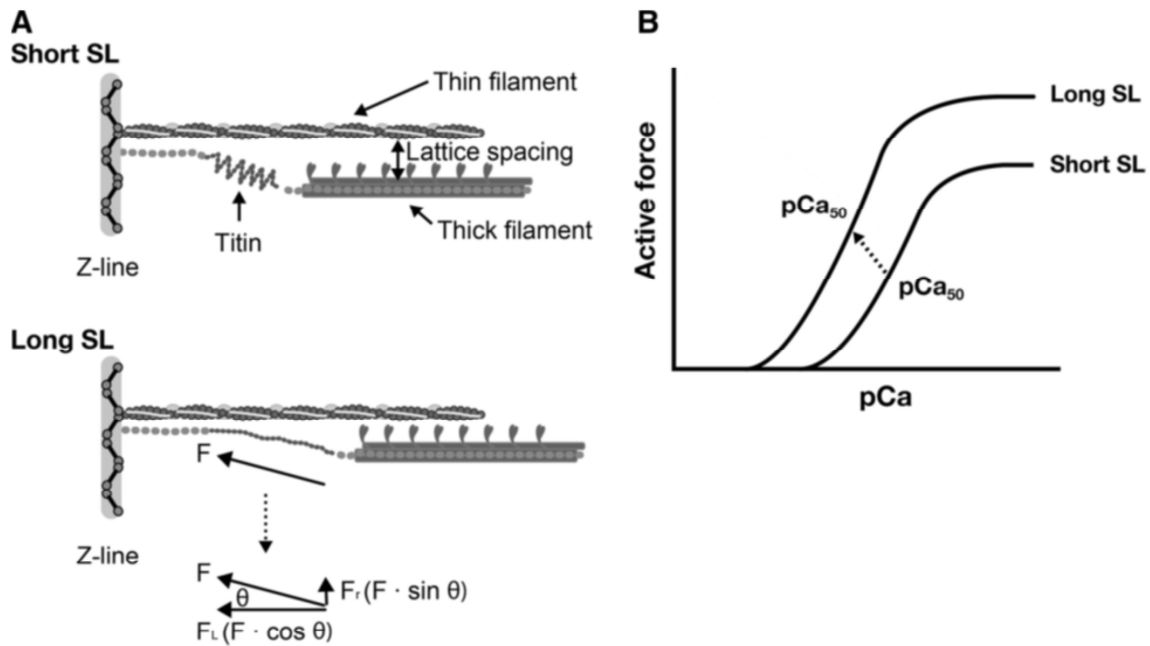 A
Short SL
Thin filament
Lattice spacing
Titin
Thick filament
Z-line
Long SL
F
Z-line
F
θ
Fr (F · sin θ)
FL (F · cos θ)
B
Active force
Long SL
Short SL
pCa50
pCa50
pCa